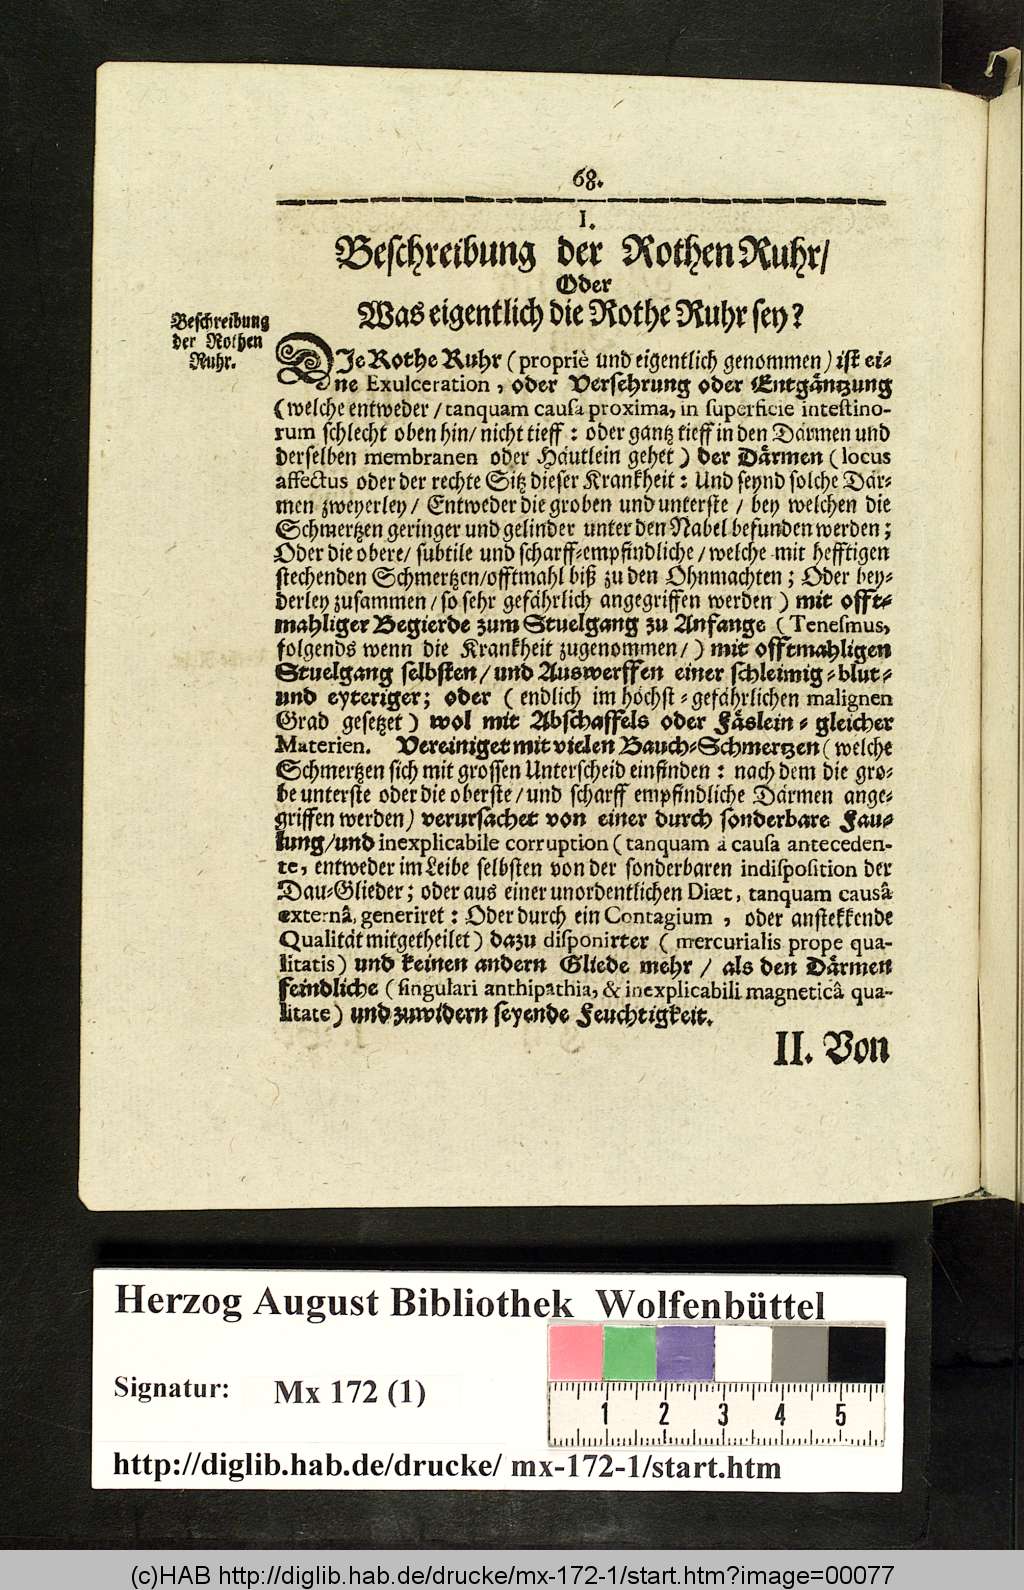 68.
I.
Beschreibung der Rothen Ruhr/
Oder
Was eigentlich die Rothe Ruhr sey?
Beschreibung
der Rothen
Ruhr.
DIe Rothe Ruhr (propriè und eigentlich genommen) ist ei-
ne Exulceration, oder Versehrung oder Entgäntzung
(welche entweder / tanquam causa proxima, in superficie intestino-
rum schlecht oben hin/ nicht tieff: oder gantz tieff in den Därmen und
derselben membranen oder Häutlein gehet) der Därmen (locus
affectus oder der rechte Sitz dieser Krankheit: Und seynd solche Där-
men zweyerley/ Entweder die groben und unterste / bey welchen die
Schmertzen geringer und gelinder unter den Nabel befunden werden;
Oder die obere/ subtile und scharff-empfindliche/ welche mit hefftigen
stechenden Schmertzen/offtmahl biß zu den Ohnmachten; Oder bey-
derley zusammen/ so sehr gefährlich angegriffen werden) mit offt-
mahliger Begierde zum Stuelgang zu Anfange (Tenesmus,
folgends wenn die Krankheit zugenommen/) mit offtmahligen
Stuelgang selbsten/ und Auswerffen einer schleimig-blut-
und eyteriger; oder (endlich im höchst-gefährlichen malignen
Grad gesetzet) wol mit Abschaffels oder Fäslein-gleicher
Materien. Vereiniget mit vielen Bauch-Schmertzen (welche
Schmertzen sich mit grossen Unterscheid einfinden: nach dem die gro-
be unterste oder die oberste/ und scharff empfindliche Därmen ange-
griffen werden) verursachet von einer durch sonderbare Fau-
lung/und inexplicabile corruption (tanquam à causa anteceden-
te, entweder im Leibe selbsten von der sonderbaren indisposition der
Dau-Glieder; oder aus einer unordentlichen Diæt, tanquam causâ
externâ, generiret: Oder durch ein Contagium, oder anstekkende
Qualität mitgetheilet) dazu disponirter (mercurialis prope qua-
litatis) und keinen andern Gliede mehr / als den Därmen
feindliche (singulari anthipathia, & inexplicabili magneticâ qua-
litate) und zuwidern seyende Feuchtigkeit.
II. Von
Herzog August Bibliothek Wolfenbüttel
Signatur: Mx 172 (1)
1 2 3 4 5
http://diglib.hab.de/drucke/ mx-172-1/start.htm
(c)HAB http://diglib.hab.de/drucke/mx-172-1/start.htm?image=00077